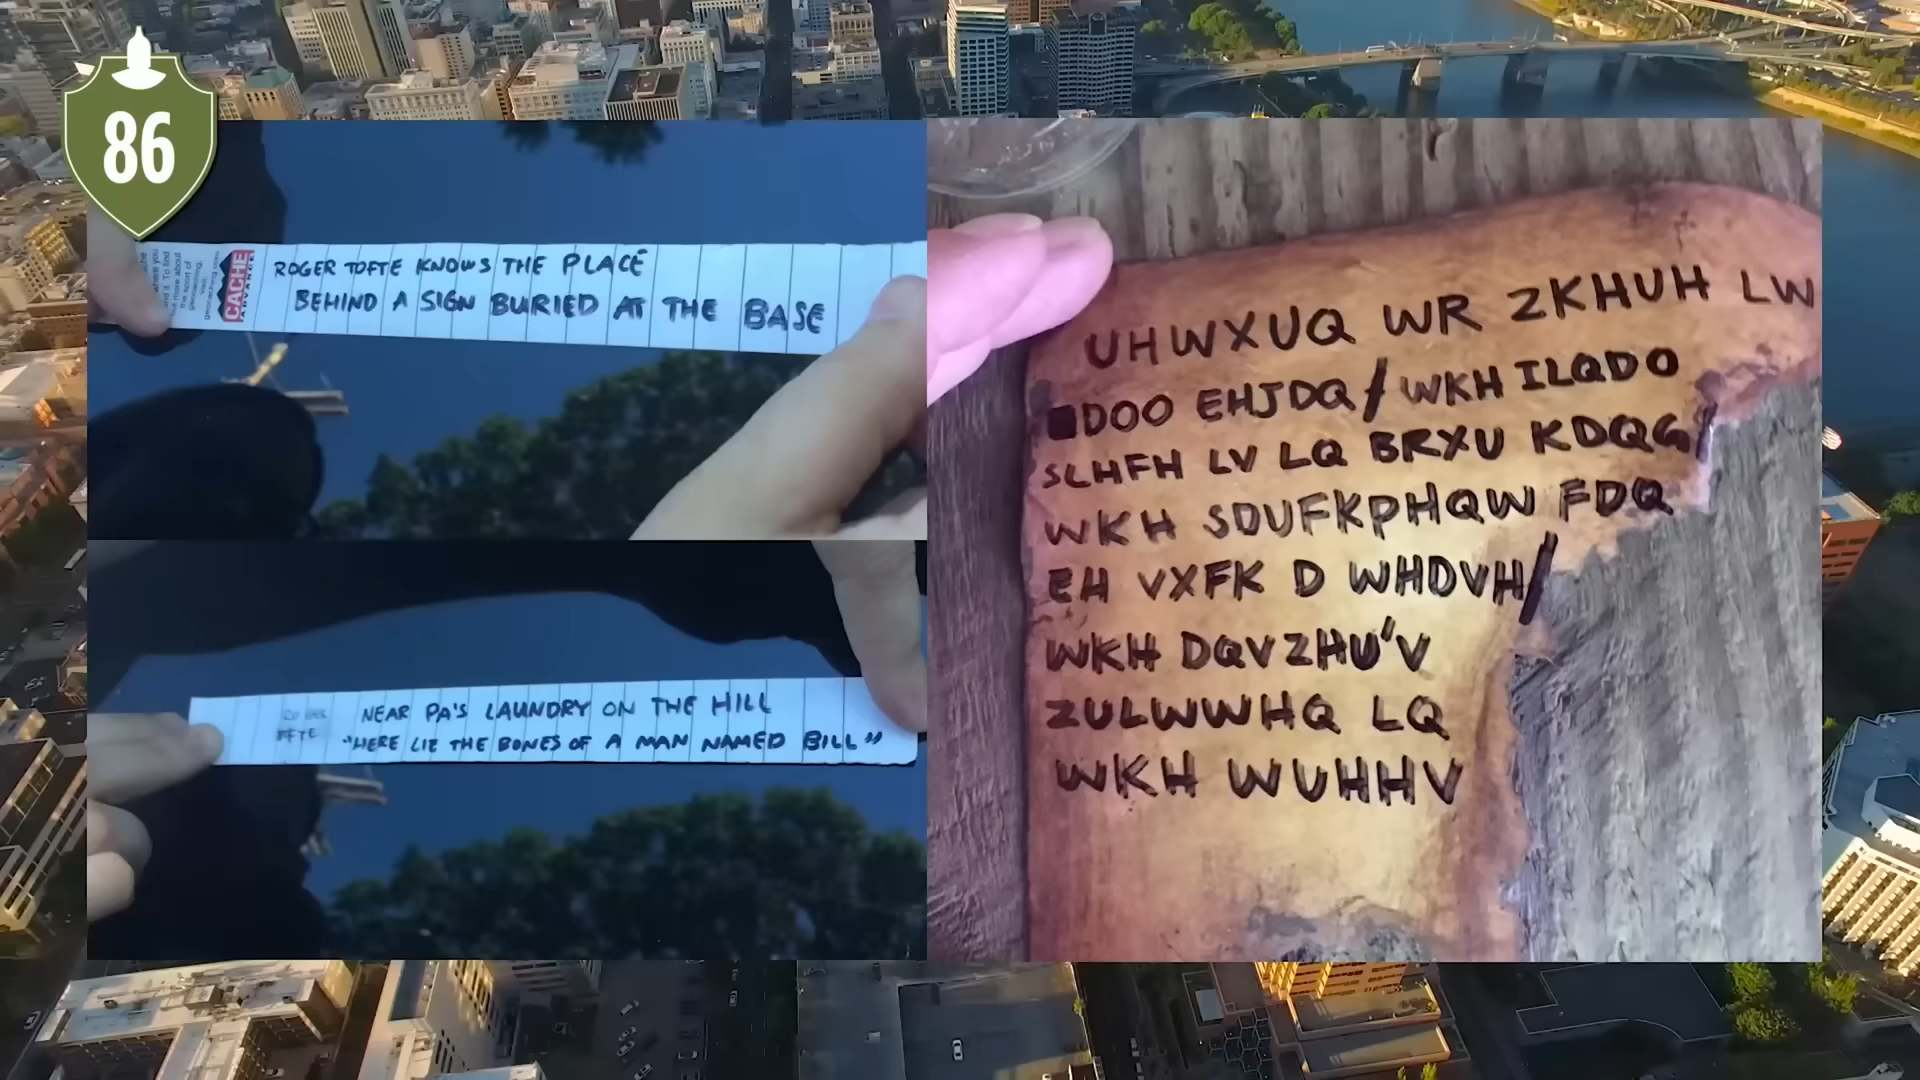 86
ROGER TOFTE KNOWS THE PLACE
BEHIND A SIGN BURIED AT THE BASE
CACHE
NEAR PA'S LAUNDRY ON THE HILL
"HERE LIE THE BONES OF A MAN NAMED BILL"
UHWXUQ WR ZKHUH LW
DOO EHJDQ/ WKH ILQDO
SLHFH LV LQ BRXU KDQG/
WKH SDUFKPHQW FDQ
EH VXFK D WHDVH/
WKH DQVZHU'V
ZULWWHQ LQ
WKH WUHHV